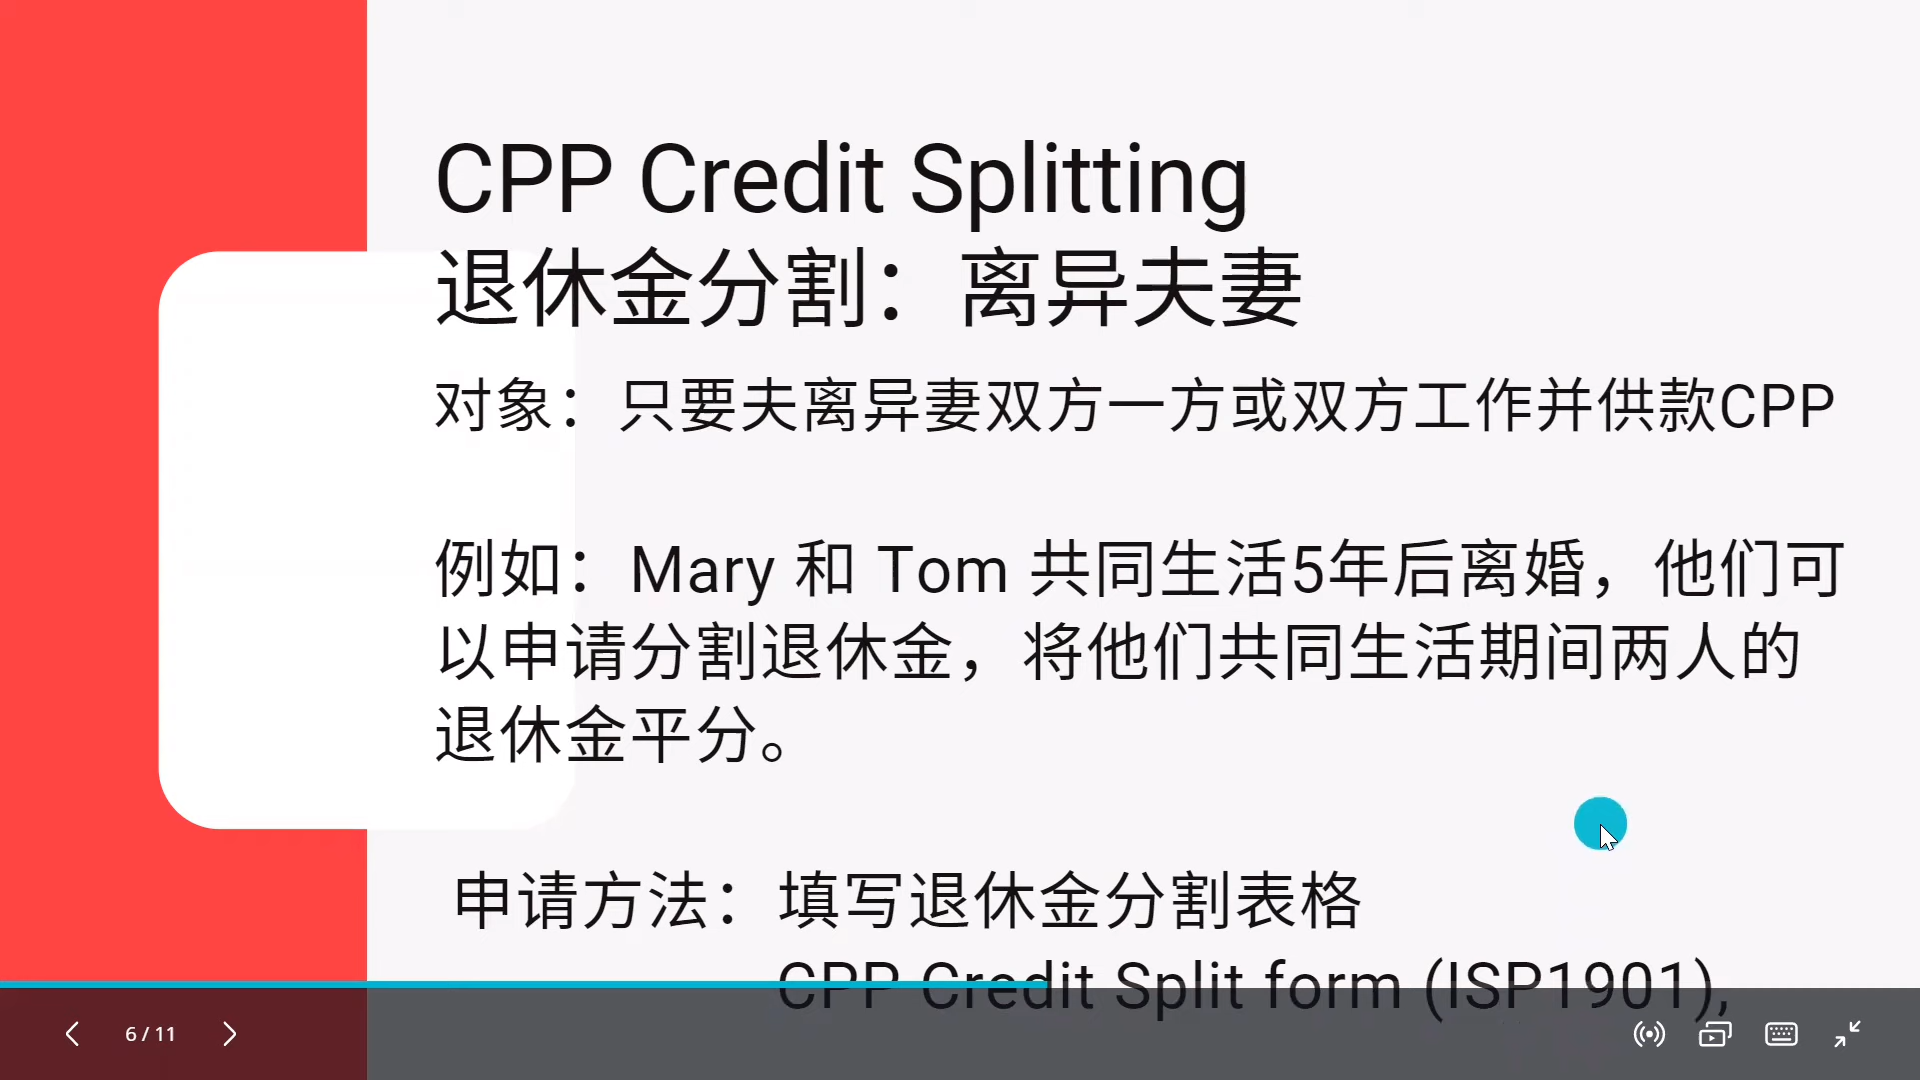 CPP Credit Splitting
退休金分割：离异夫妻
对象：只要夫离异妻双方一方或双方工作并供款CPP
例如：Mary 和 Tom 共同生活5年后离婚，他们可
以申请分割退休金，将他们共同生活期间两人的
退休金平分。
申请方法：填写退休金分割表格
CPP Credit Split form (ISP1901),
6 / 11